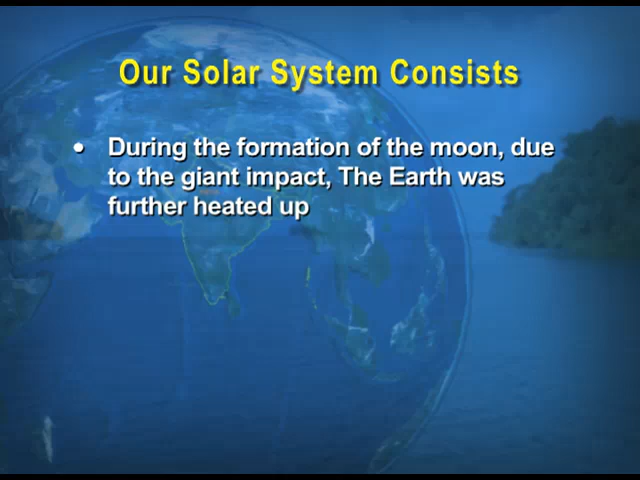 Our Solar System Consists
• During the formation of the moon, due
to the giant impact, The Earth was
further heated up